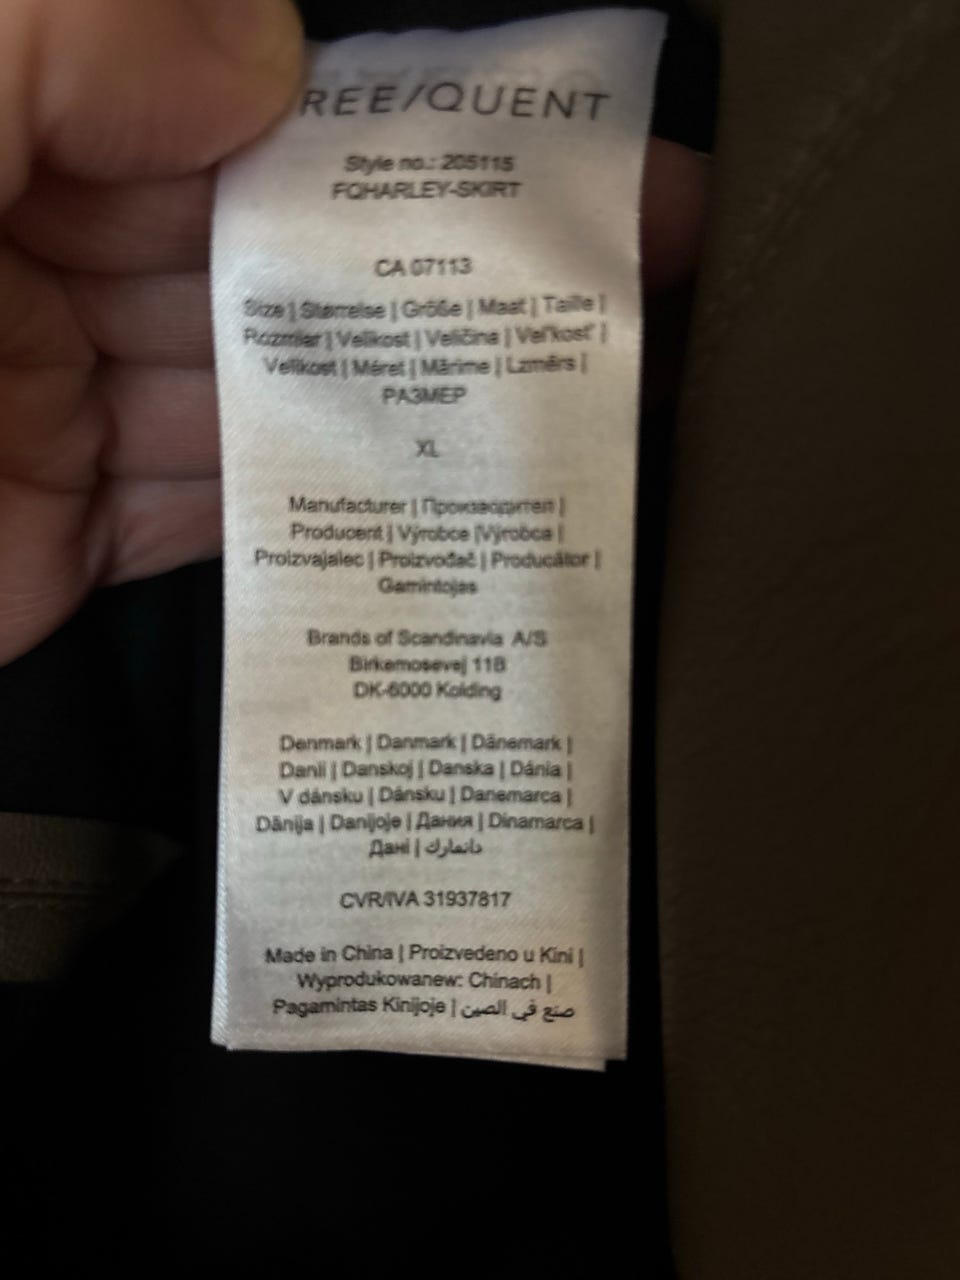 REE/QUENT
Style no.: 205115
FQHARLEY-SKIRT
CA 07113
Size | Størrelse | Größe | Maat | Taille |
Rozmiar | Velikost | Veličina | Veľkosť |
Velikost | Méret | Mărime | Lzmērs |
РАЗМЕР
XL
Manufacturer | Производител |
Producent | Výrobce |Výrobca |
Proizvajalec | Proizvođač | Producător |
Gamintojas
Brands of Scandinavia A/S
Birkemosevej 11B
DK-6000 Kolding
Denmark | Danmark | Dänemark |
Danii | Danskoj | Danska | Dánia |
V dánsku | Dánsku | Danemarca |
Dānija | Danijoje | Дания | Dinamarca |
Дані | دانمارك
CVR/IVA 31937817
Made in China | Proizvedeno u Kini |
Wyprodukowanew: Chinach |
Pagamintas Kinijoje | صنع في الصين